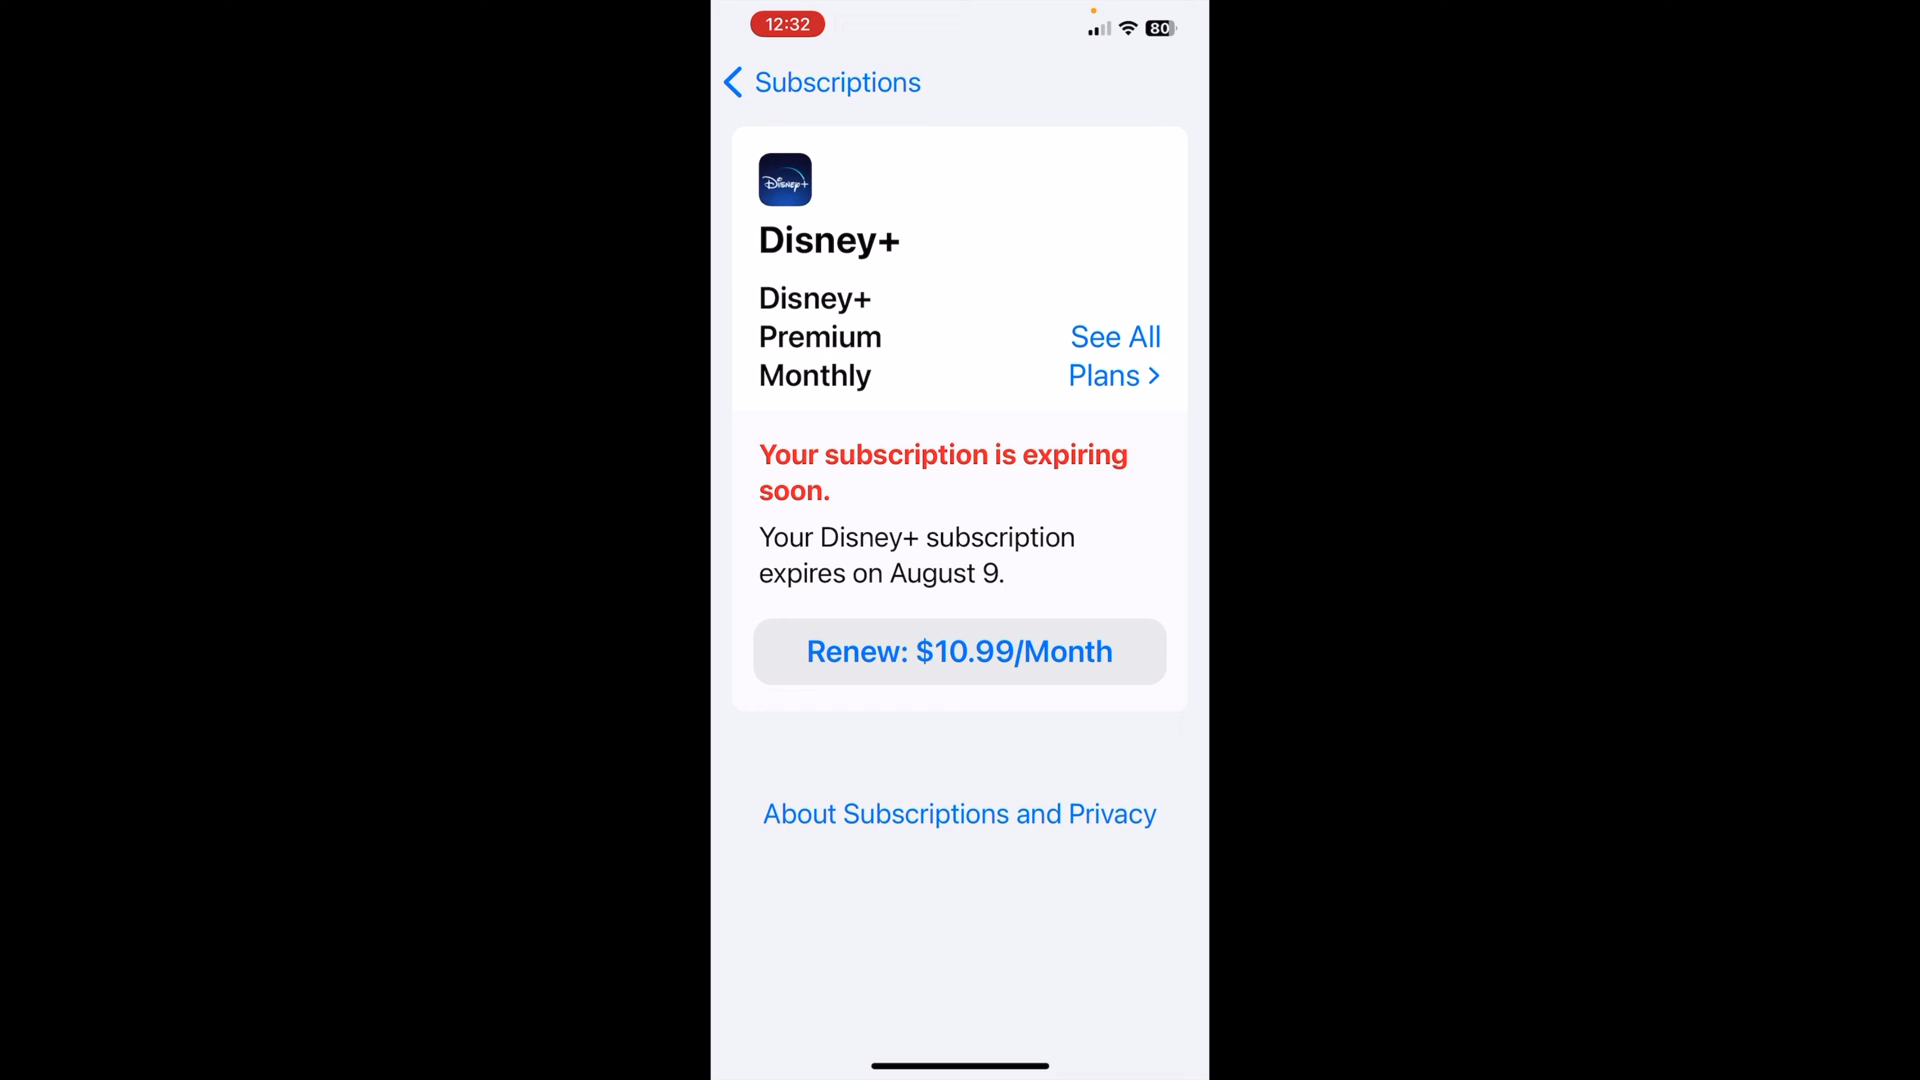 12:32
80
Subscriptions
Disney+
Disney+
Disney+
Premium
Monthly
See All
Plans >
Your subscription is expiring
soon.
Your Disney+ subscription
expires on August 9.
Renew: $10.99/Month
About Subscriptions and Privacy